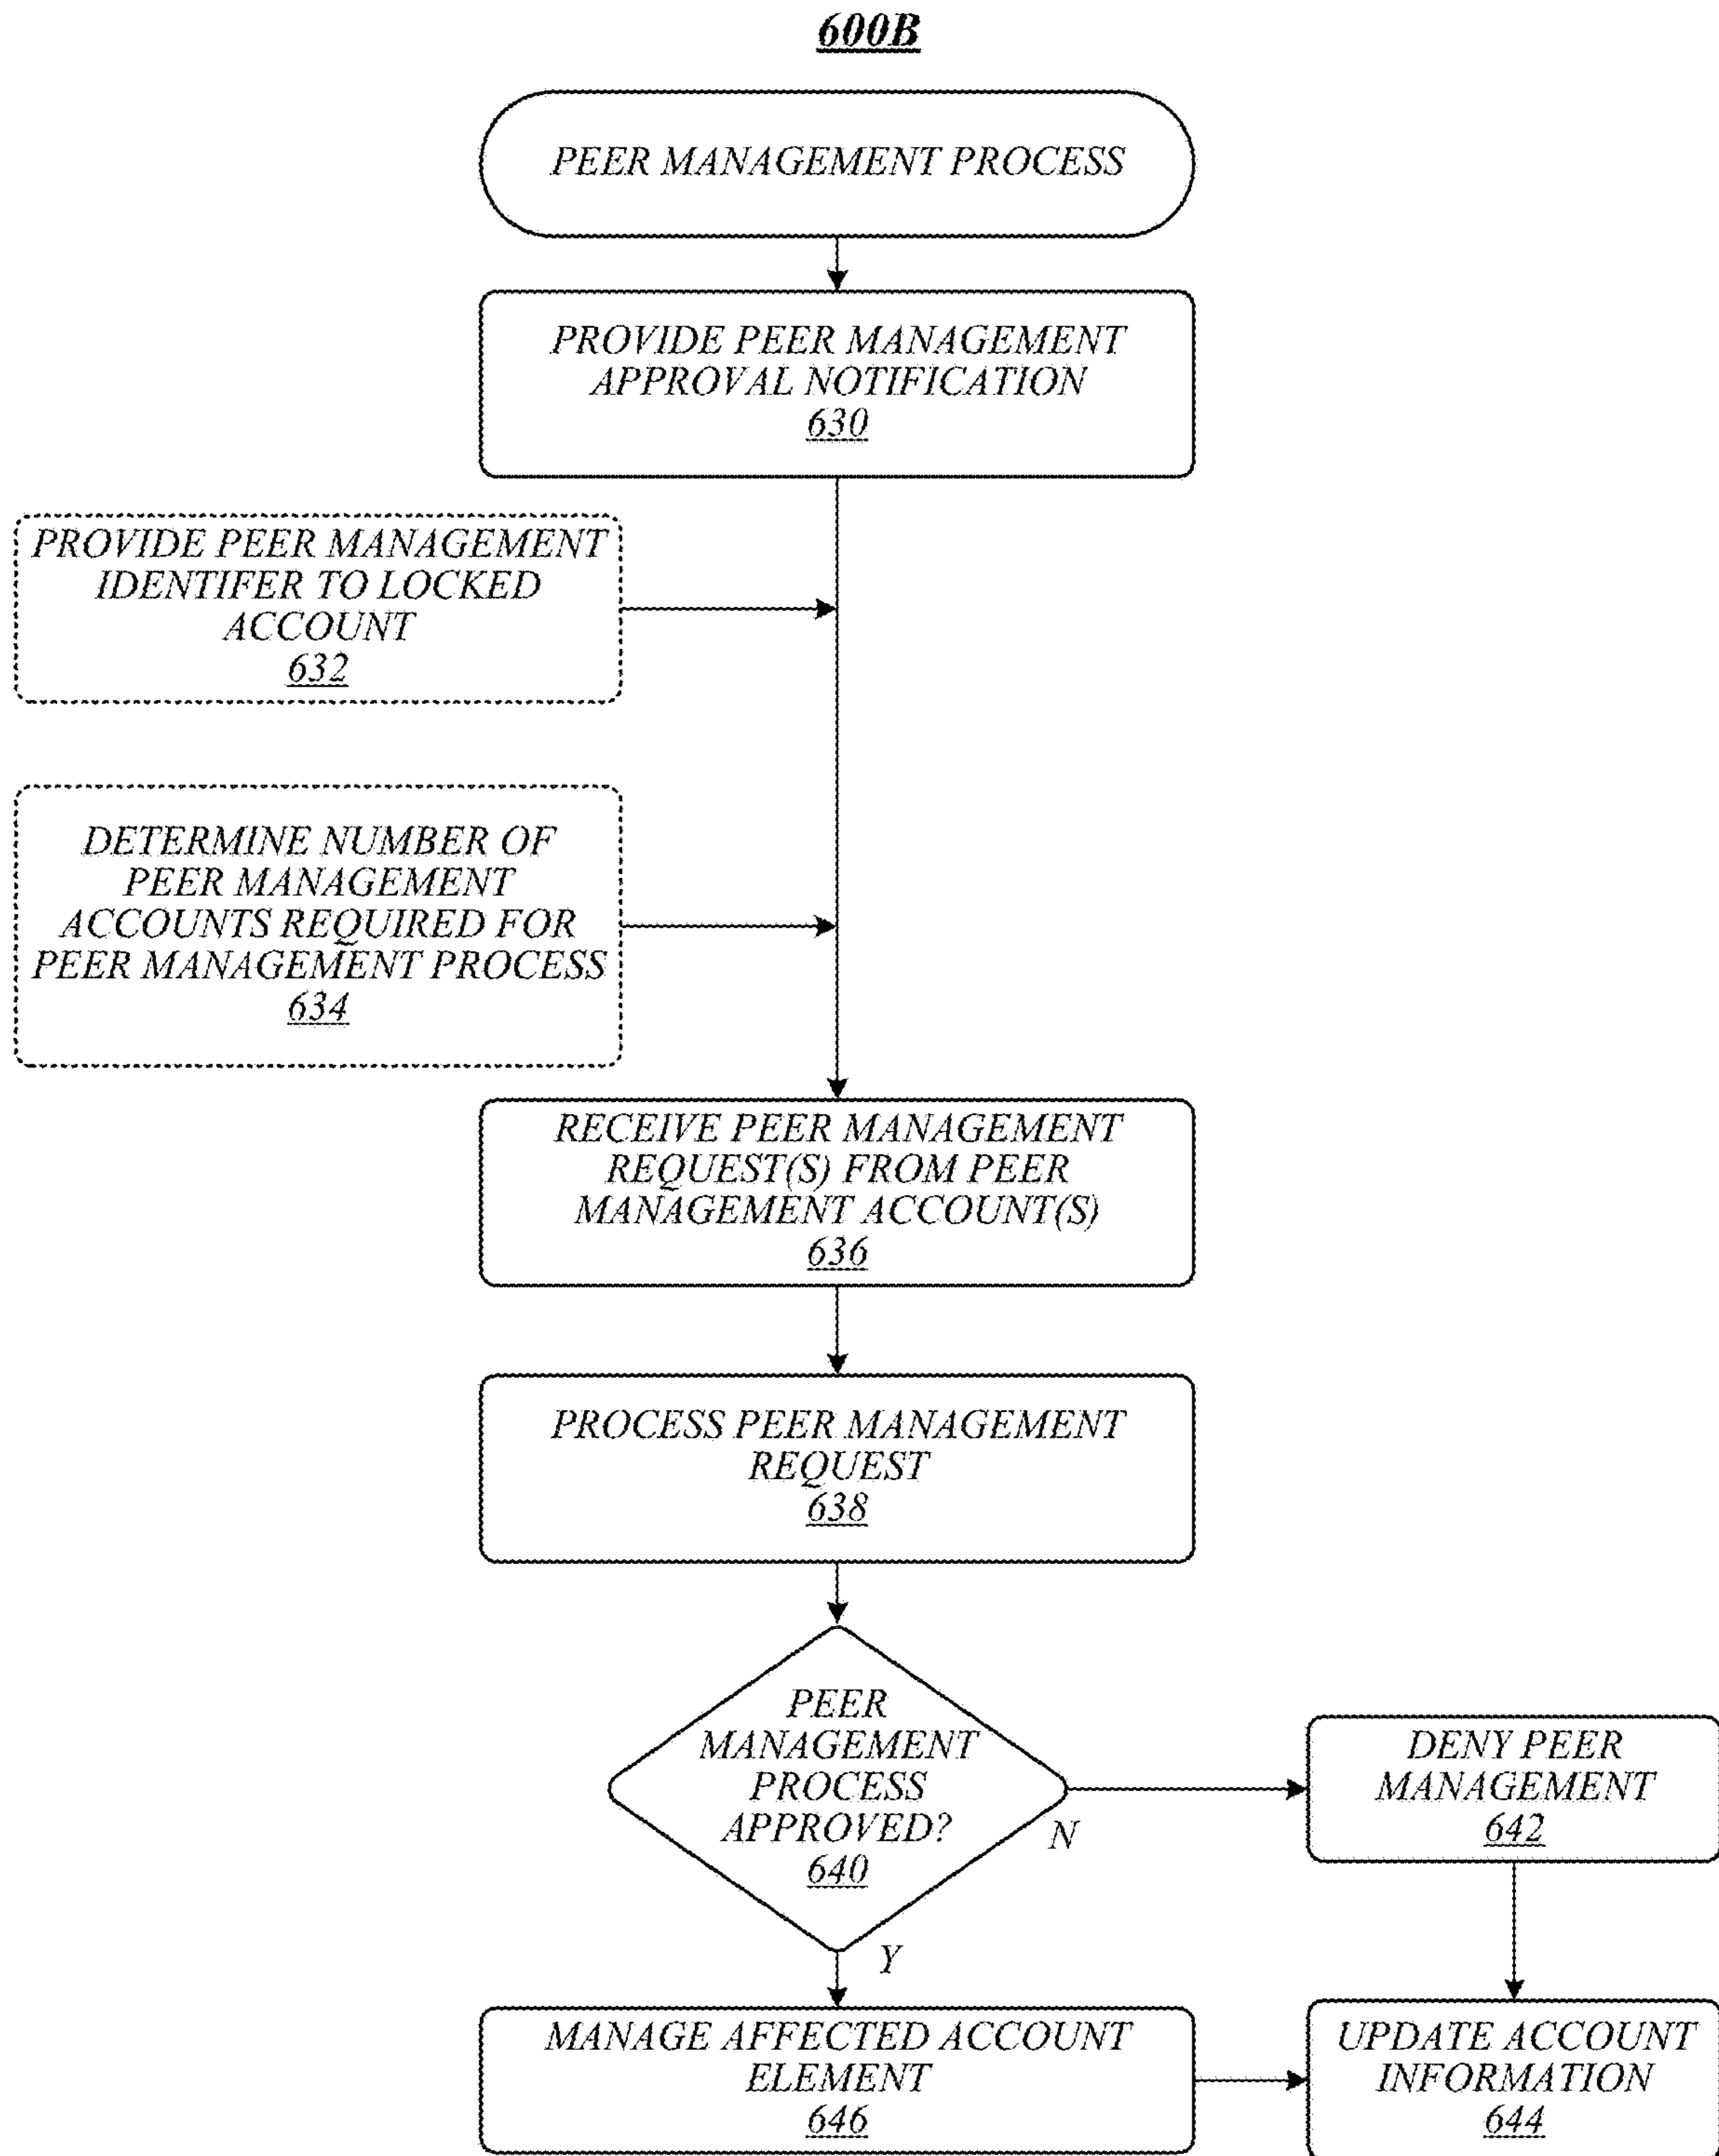 600B
PEER MANAGEMENT PROCESS
PROVIDE PEER MANAGEMENT
APPROVAL NOTIFICATION
630
PROVIDE PEER MANAGEMENT
IDENTIFER TO LOCKED
ACCOUNT
632
DETERMINE NUMBER OF
PEER MANAGEMENT
ACCOUNTS REQUIRED FOR
PEER MANAGEMENT PROCESS
634
RECEIVE PEER MANAGEMENT
REQUEST(S) FROM PEER
MANAGEMENT ACCOUNT(S)
636
PROCESS PEER MANAGEMENT
REQUEST
638
PEER
MANAGEMENT
PROCESS
APPROVED?
640
N
DENY PEER
MANAGEMENT
642
Y
MANAGE AFFECTED ACCOUNT
ELEMENT
646
UPDATE ACCOUNT
INFORMATION
644